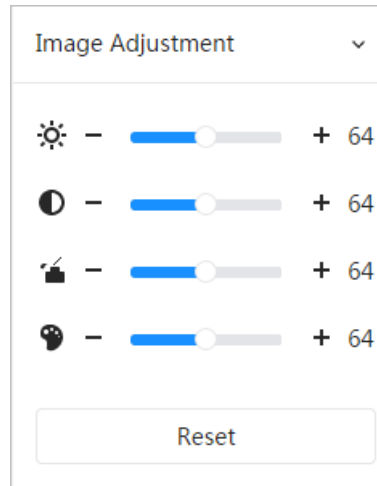 Image Adjustment
− + 64
− + 64
− + 64
− + 64
Reset